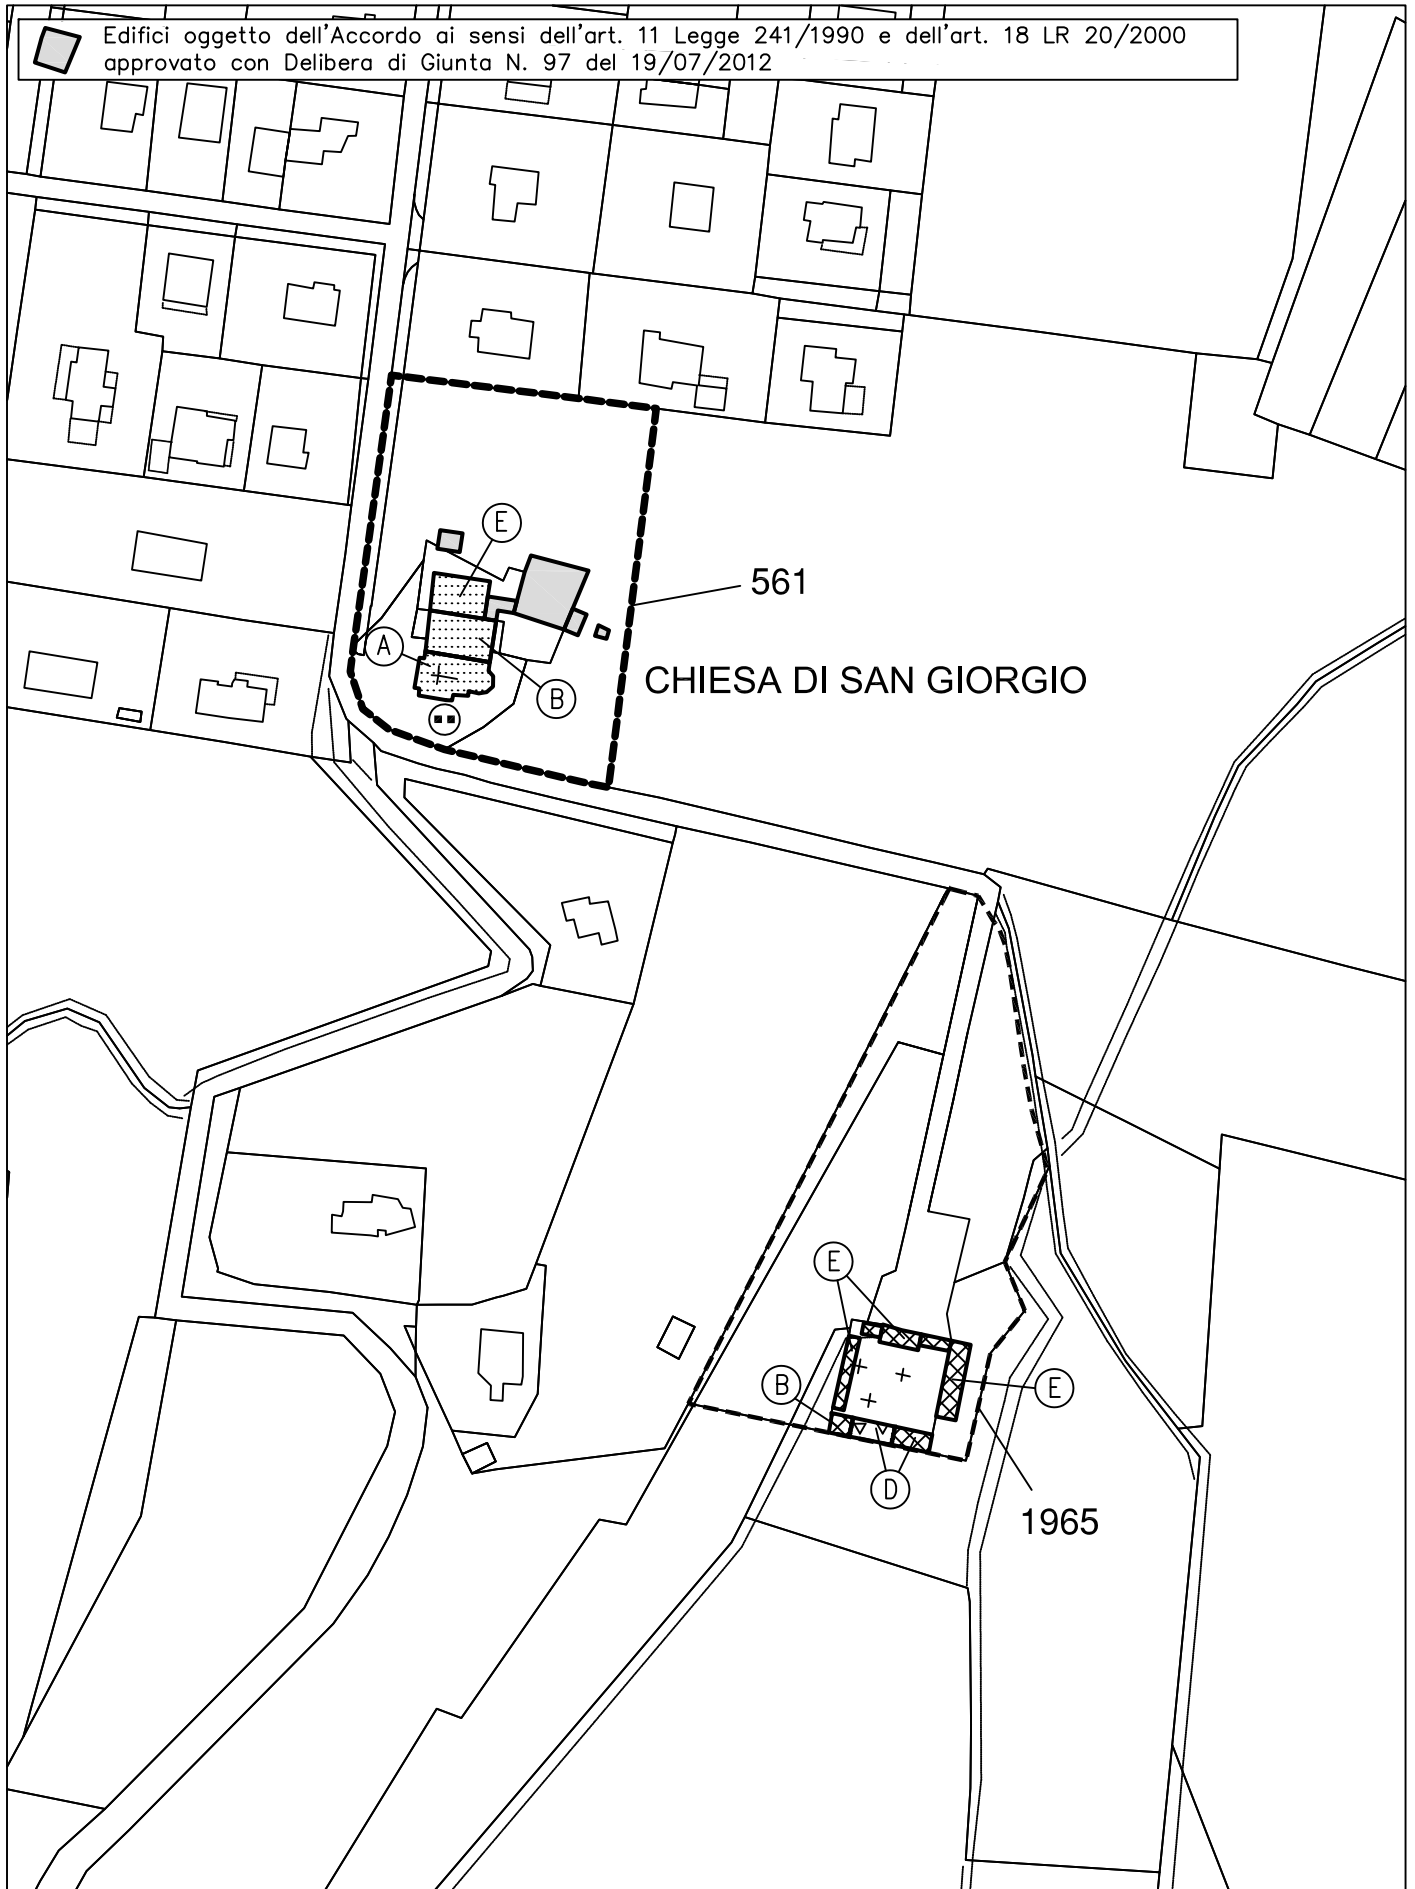 Edifici oggetto dell'Accordo ai sensi dell'art. 11 Legge 241/1990 e dell'art. 18 LR 20/2000
approvato con Delibera di Giunta N. 97 del 19/07/2012
E
561
A
CHIESA DI SAN GIORGIO
B
E
B
E
D
1965